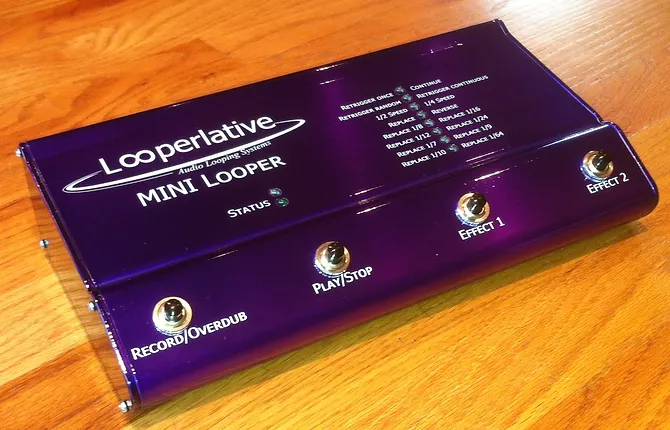 Looperlative
Audio Looping Systems
MINI LOOPER
STATUS
RETRIGGER ONCE CONTINUE
RETRIGGER RANDOM RETRIGGER CONTINUOUS
1/2 SPEED 1/4 SPEED
REPLACE REVERSE
REPLACE 1/8 REPLACE 1/16
REPLACE 1/12 REPLACE 1/24
REPLACE 1/7 REPLACE 1/9
REPLACE 1/10 REPLACE 1/64
RECORD/OVERDUB
PLAY/STOP
EFFECT 1
EFFECT 2